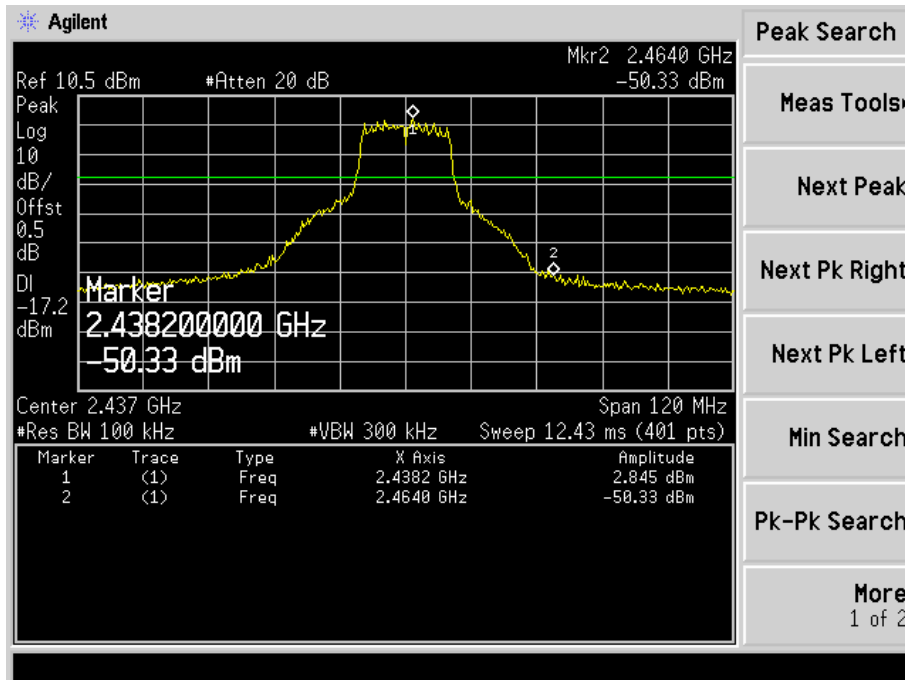 Agilent
Peak Search
Mkr2 2.4640 GHz
Ref 10.5 dBm #Atten 20 dB -50.33 dBm
Peak
Log
10
dB/
Offst
0.5
dB
DI
-17.2
dBm
1
2
Marker
2.438200000 GHz
-50.33 dBm
Center 2.437 GHz Span 120 MHz
#Res BW 100 kHz #VBW 300 kHz Sweep 12.43 ms (401 pts)
Marker Trace Type X Axis Amplitude
1 (1) Freq 2.4382 GHz 2.845 dBm
2 (1) Freq 2.4640 GHz -50.33 dBm
Meas Tools
Next Peak
Next Pk Right
Next Pk Left
Min Search
Pk-Pk Search
More
1 of 2